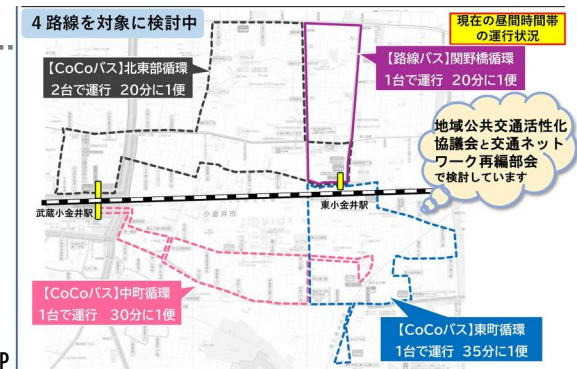 4路線を対象に検討中
現在の昼間時間帯
の運行状況
【CoCoバス】北東部循環
2台で運行 20分に1便
【路線バス】関野橋循環
1台で運行 20分に1便
地域公共交通活性化
協議会と交通ネット
ワーク再編部会
で検討しています
武蔵小金井駅
小金井市
東小金井駅
【CoCoバス】中町循環
1台で運行 30分に1便
【CoCoバス】東町循環
1台で運行 35分に1便
P